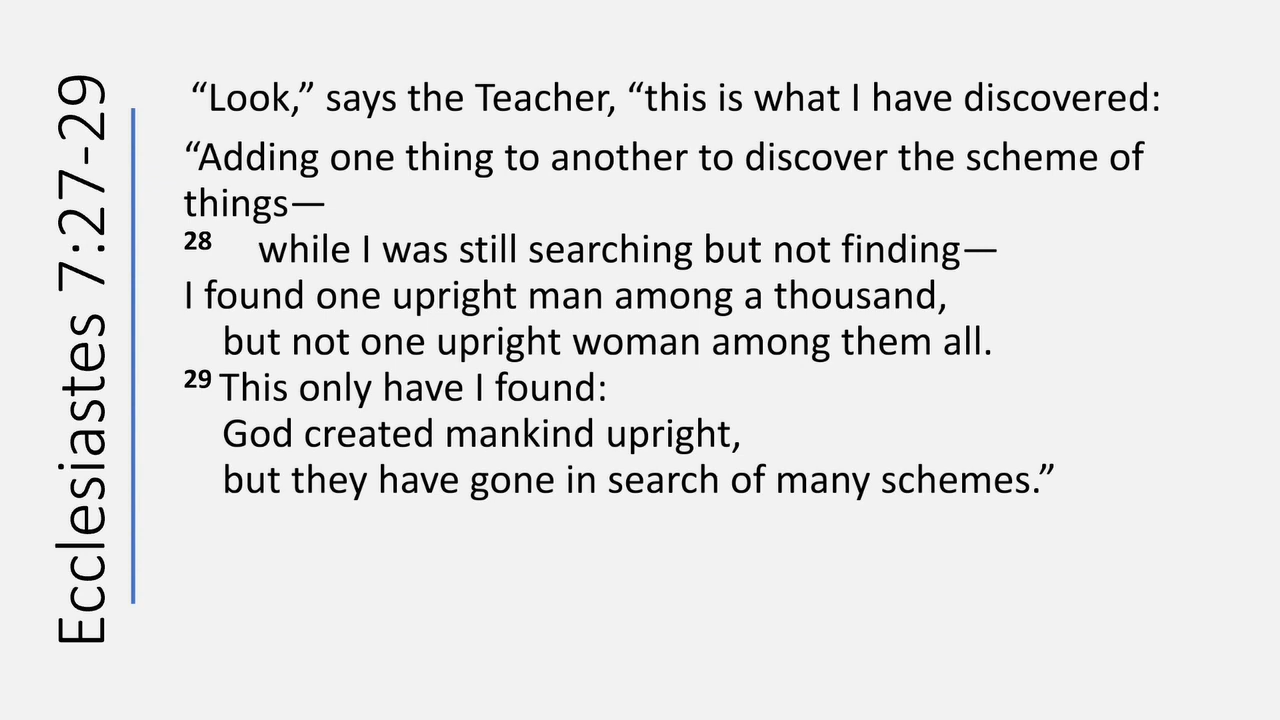 Ecclesiastes 7:27-29
“Look,” says the Teacher, “this is what I have discovered:
“Adding one thing to another to discover the scheme of
things—
28 while I was still searching but not finding—
I found one upright man among a thousand,
but not one upright woman among them all.
29 This only have I found:
God created mankind upright,
but they have gone in search of many schemes.”